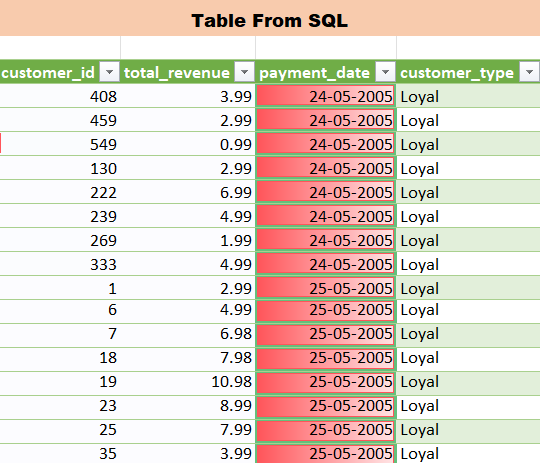 Table From SQL
customer_id total_revenue payment_date customer_type
408 3.99 24-05-2005 Loyal
459 2.99 24-05-2005 Loyal
549 0.99 24-05-2005 Loyal
130 2.99 24-05-2005 Loyal
222 6.99 24-05-2005 Loyal
239 4.99 24-05-2005 Loyal
269 1.99 24-05-2005 Loyal
333 4.99 24-05-2005 Loyal
1 2.99 25-05-2005 Loyal
6 4.99 25-05-2005 Loyal
7 6.98 25-05-2005 Loyal
18 7.98 25-05-2005 Loyal
19 10.98 25-05-2005 Loyal
23 8.99 25-05-2005 Loyal
25 7.99 25-05-2005 Loyal
35 3.99 25-05-2005 Loyal